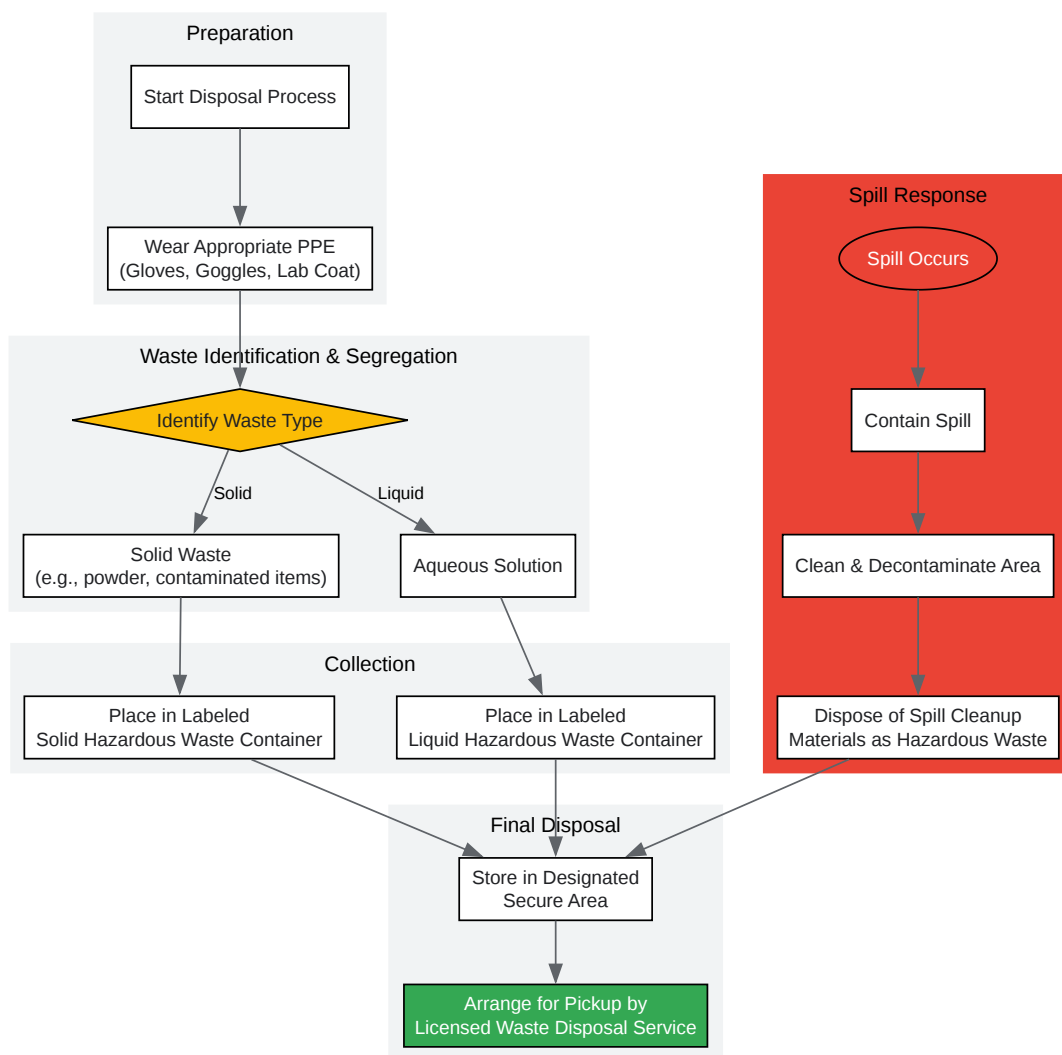 Preparation
Start Disposal Process
Wear Appropriate PPE
(Gloves, Goggles, Lab Coat)
Waste Identification & Segregation
Identify Waste Type
Solid
Liquid
Solid Waste
(e.g., powder, contaminated items)
Aqueous Solution
Collection
Place in Labeled
Solid Hazardous Waste Container
Place in Labeled
Liquid Hazardous Waste Container
Spill Response
Spill Occurs
Contain Spill
Clean & Decontaminate Area
Dispose of Spill Cleanup
Materials as Hazardous Waste
Final Disposal
Store in Designated
Secure Area
Arrange for Pickup by
Licensed Waste Disposal Service